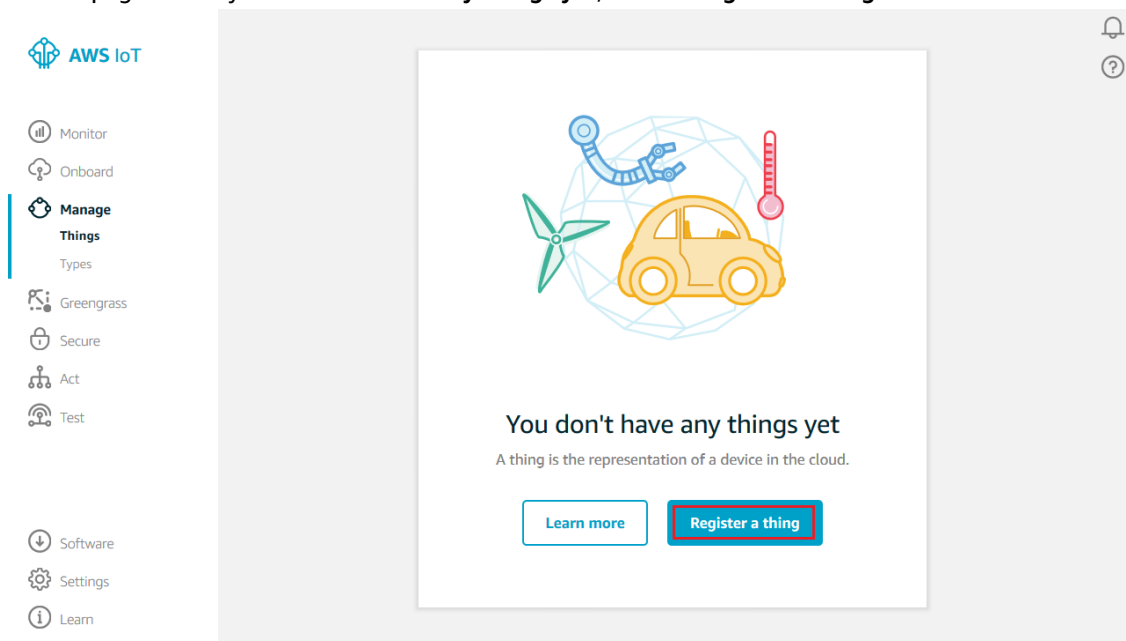 AWS IoT
Monitor
Onboard
Manage
Things
Types
Greengrass
Secure
Act
Test
Software
Settings
Learn
You don't have any things yet
A thing is the representation of a device in the cloud.
Learn more
Register a thing